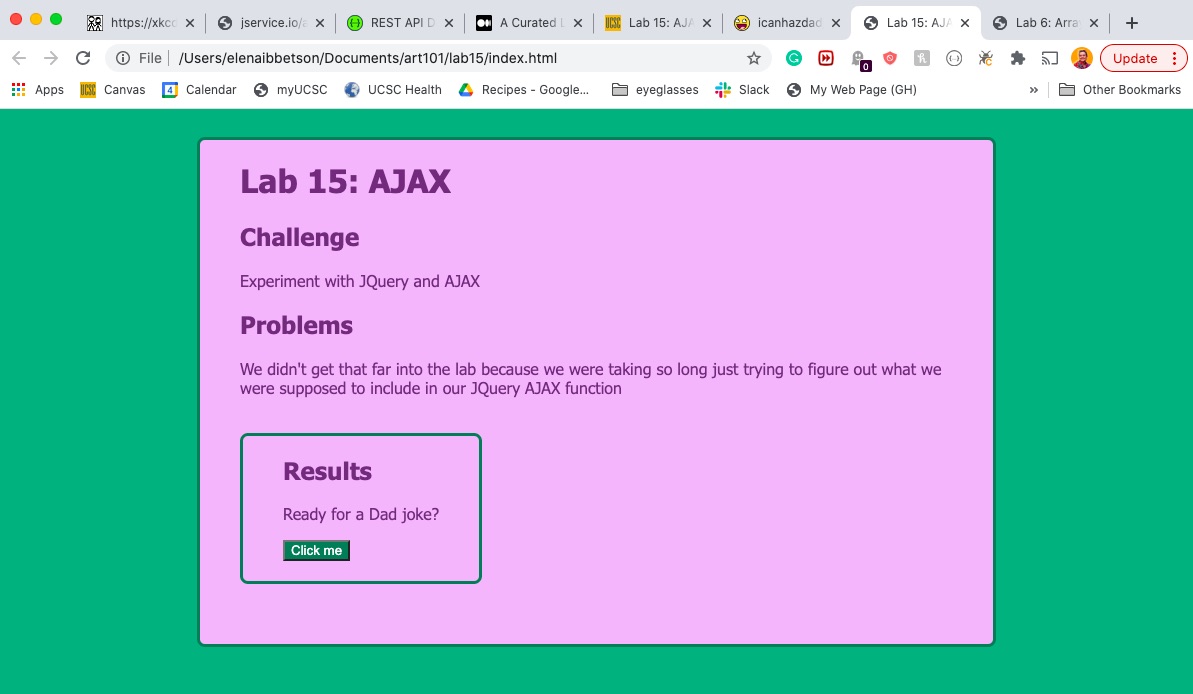 https://xkc
jservice.io/
REST API D
A Curated L
Lab 15: AJA
icanhazdad
Lab 15: AJA
Lab 6: Arra
File
/Users/elenaibbetson/Documents/art101/lab15/index.html
0
Update
Apps
UCSC
Canvas
4
Calendar
myUCSC
UCSC Health
Recipes - Google...
eyeglasses
Slack
My Web Page (GH)
»
Other Bookmarks
Lab 15: AJAX
Challenge
Experiment with JQuery and AJAX
Problems
We didn't get that far into the lab because we were taking so long just trying to figure out what we
were supposed to include in our JQuery AJAX function
Results
Ready for a Dad joke?
Click me